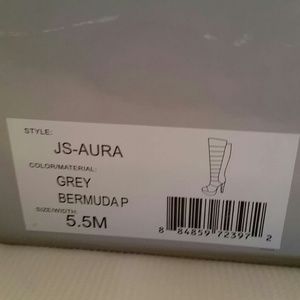 STYLE:
JS-AURA
COLOR/MATERIAL:
GREY
BERMUDA P
SIZE/WIDTH:
5.5M
8 84859 72397 2